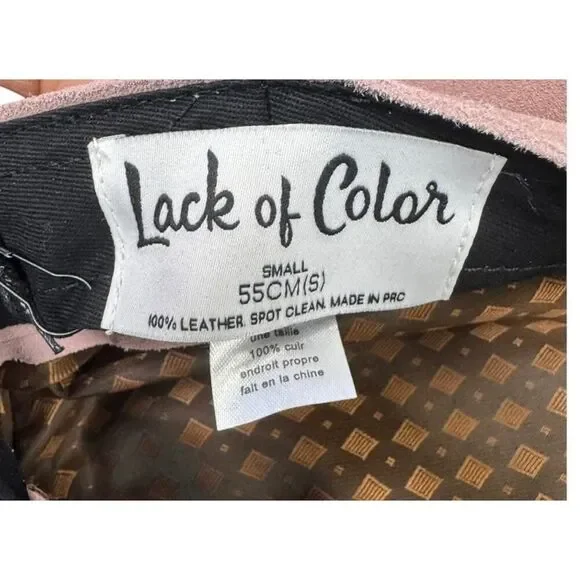 Lack of Color
SMALL
55CM(S)
100% LEATHER. SPOT CLEAN. MADE IN PRC
une taille
100% cuir
endroit propre
fait en la chine